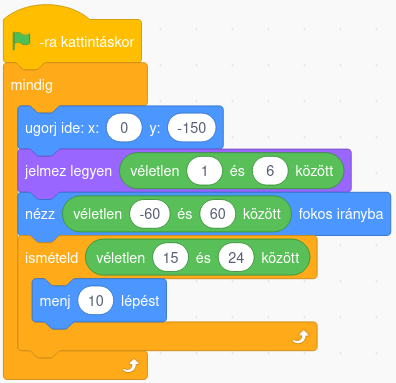 -ra kattintáskor
mindig
ugorj ide: x: 0 y: -150
jelmez legyen véletlen 1 és 6 között
nézz véletlen -60 és 60 között fokos irányba
ismételd véletlen 15 és 24 között
menj 10 lépést